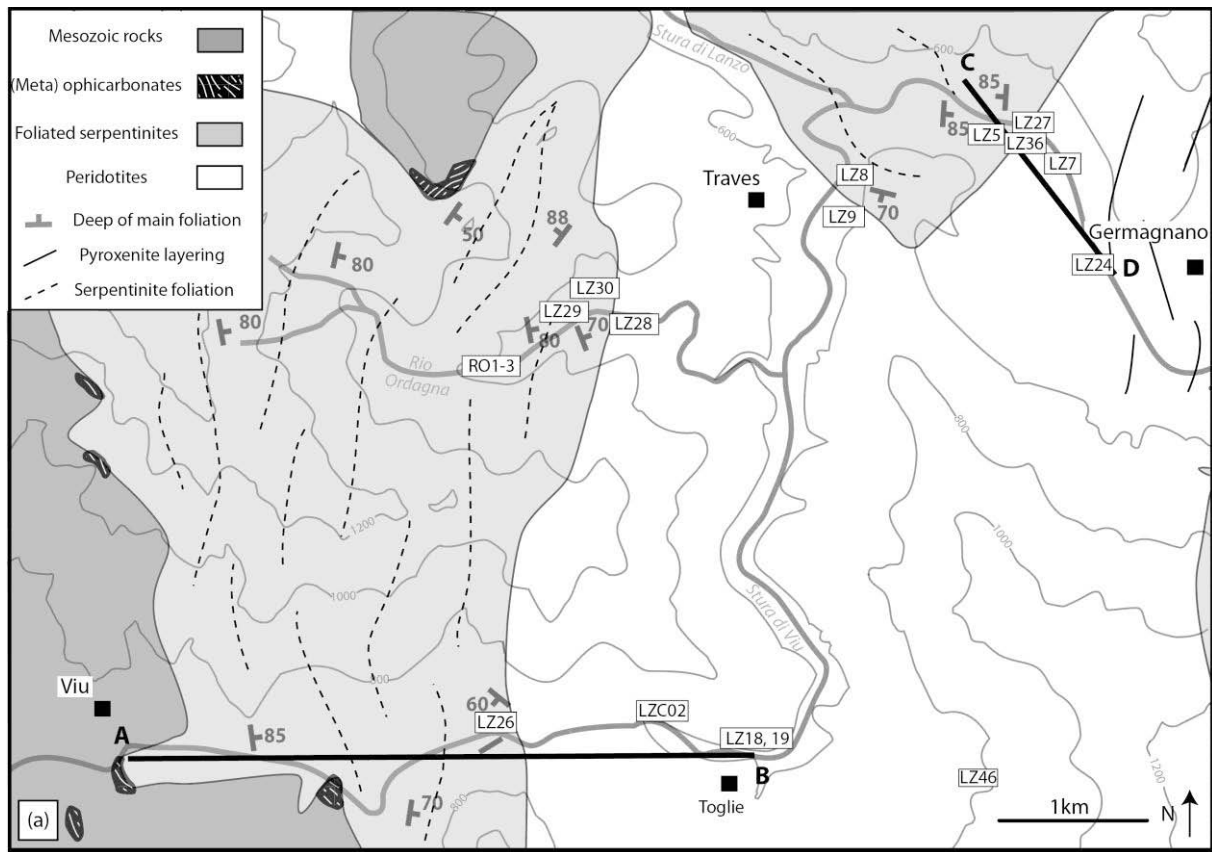 Mesozoic rocks
(Meta) ophicarbonates
Foliated serpentinites
Peridotites
Deep of main foliation
Pyroxenite layering
Serpentinite foliation
Stura di Lanzo
600
C
85
85
LZ27
LZ5
LZ36
LZ7
600
Traves
LZ8
70
LZ9
Germagnano
LZ24
D
50
88
80
LZ30
LZ29
80
70
LZ28
80
RO1-3
Rio
Ordagna
800
1200
1000
1000
Stura di Viu
800
Viu
A
85
60
LZ26
LZC02
LZ18, 19
B
Toglie
LZ46
1200
70
800
1km
N
(a)